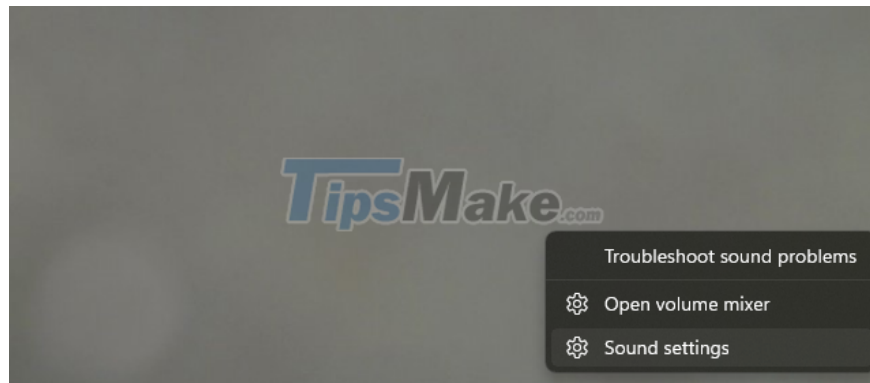 TipsMake.com
Troubleshoot sound problems
Open volume mixer
Sound settings